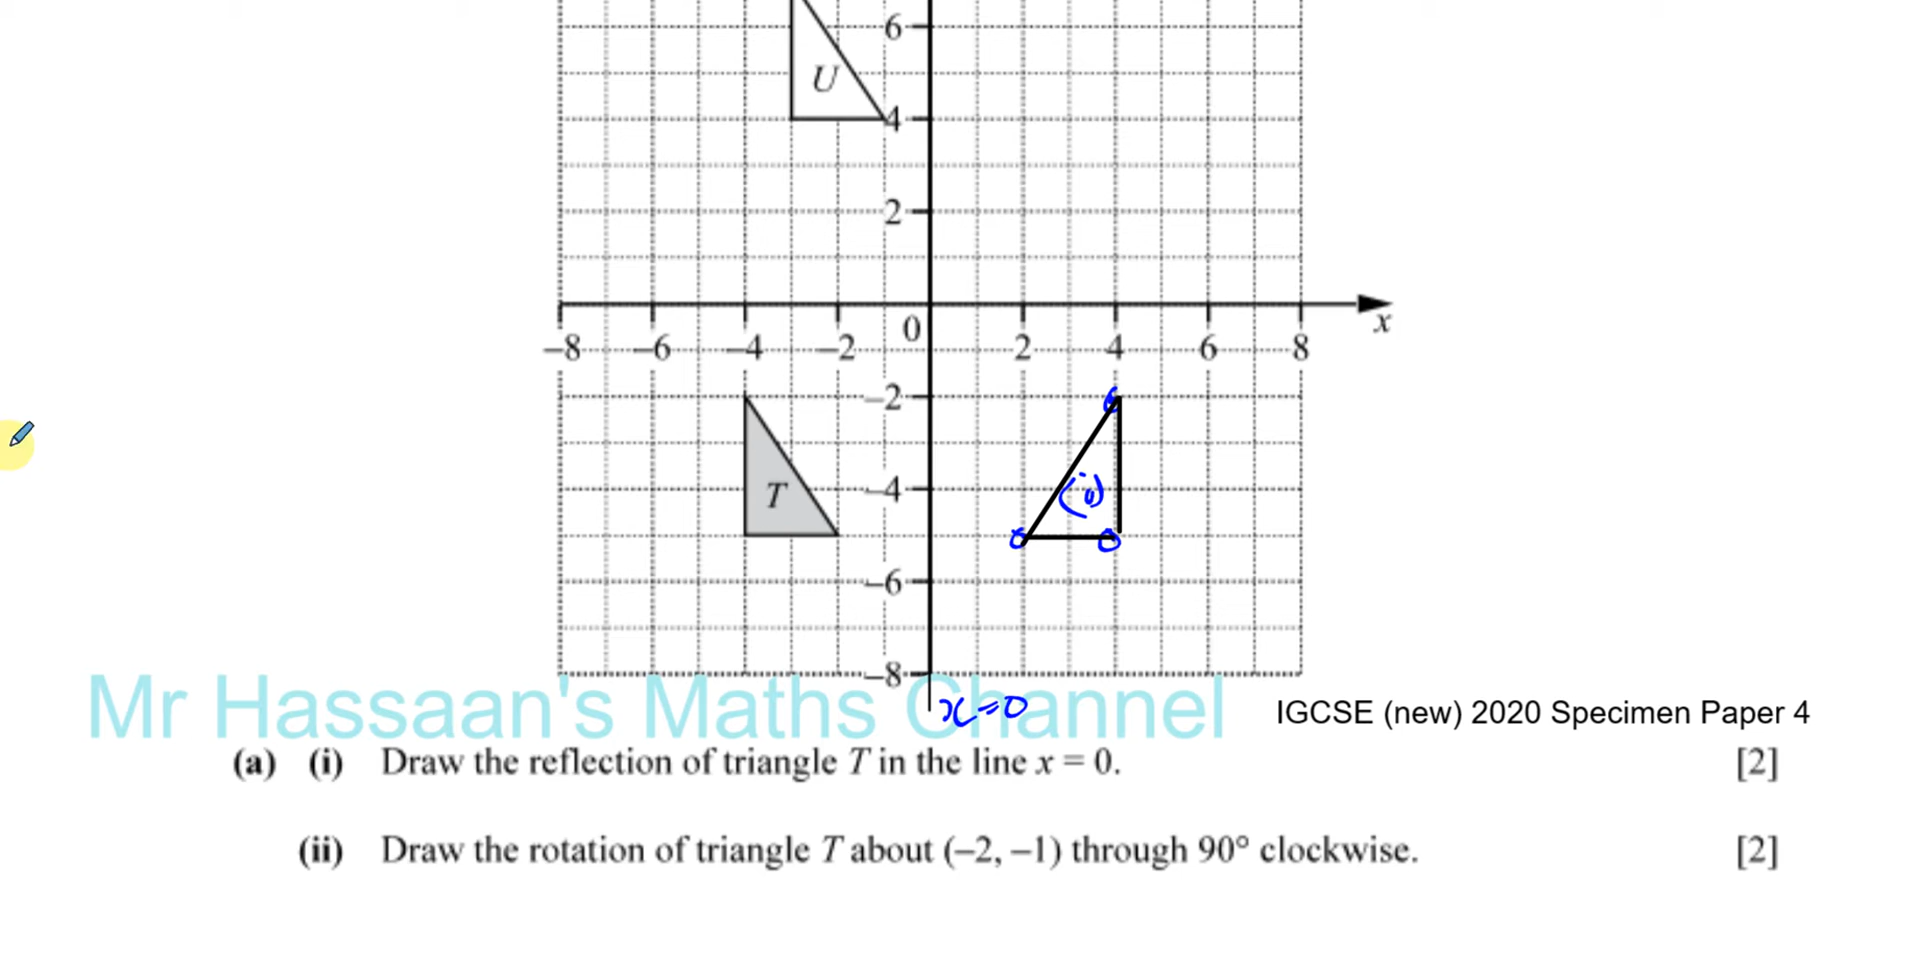 6
U
4
2
0
x
–8 –6 –4 –2 2 4 6 8
–2
T –4 (i)
–6
–8
Mr Hassaan's Maths Channel
x=0
IGCSE (new) 2020 Specimen Paper 4
(a) (i) Draw the reflection of triangle T in the line x = 0. [2]
(ii) Draw the rotation of triangle T about (–2, –1) through 90° clockwise. [2]